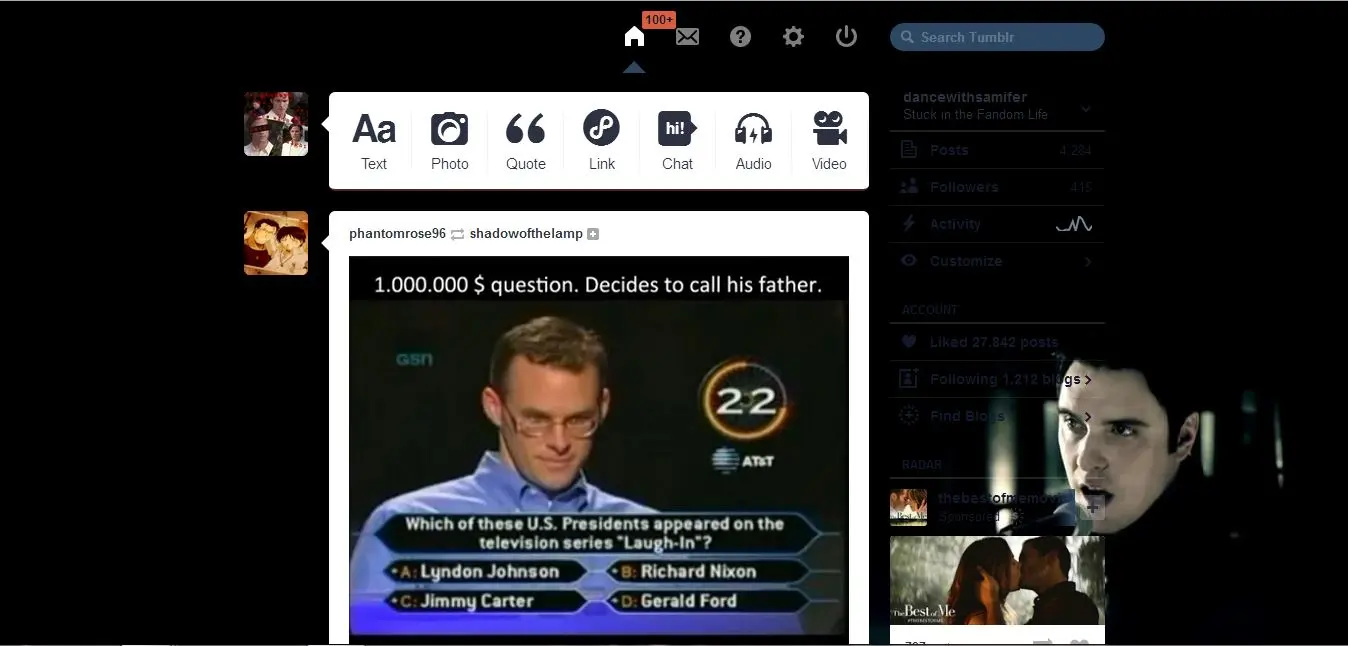 100+
Search Tumblr
Aa
hi!
Text
Photo
Quote
Link
Chat
Audio
Video
phantomrose96
shadowofthelamp
1.000.000 $ question. Decides to call his father.
GSN
22
AT&T
Which of these U.S. Presidents appeared on the
television series "Laugh-In"?
A: Lyndon Johnson
B: Richard Nixon
C: Jimmy Carter
D: Gerald Ford
dancewithsamifer
Stuck in the Fandom Life
Posts 4,284
Followers 415
Activity
Customize
ACCOUNT
Liked 27,842 posts
Following 1,212 blogs
Find Blogs
RADAR
Sponsored
The Best of Me
#THEBESTOFME